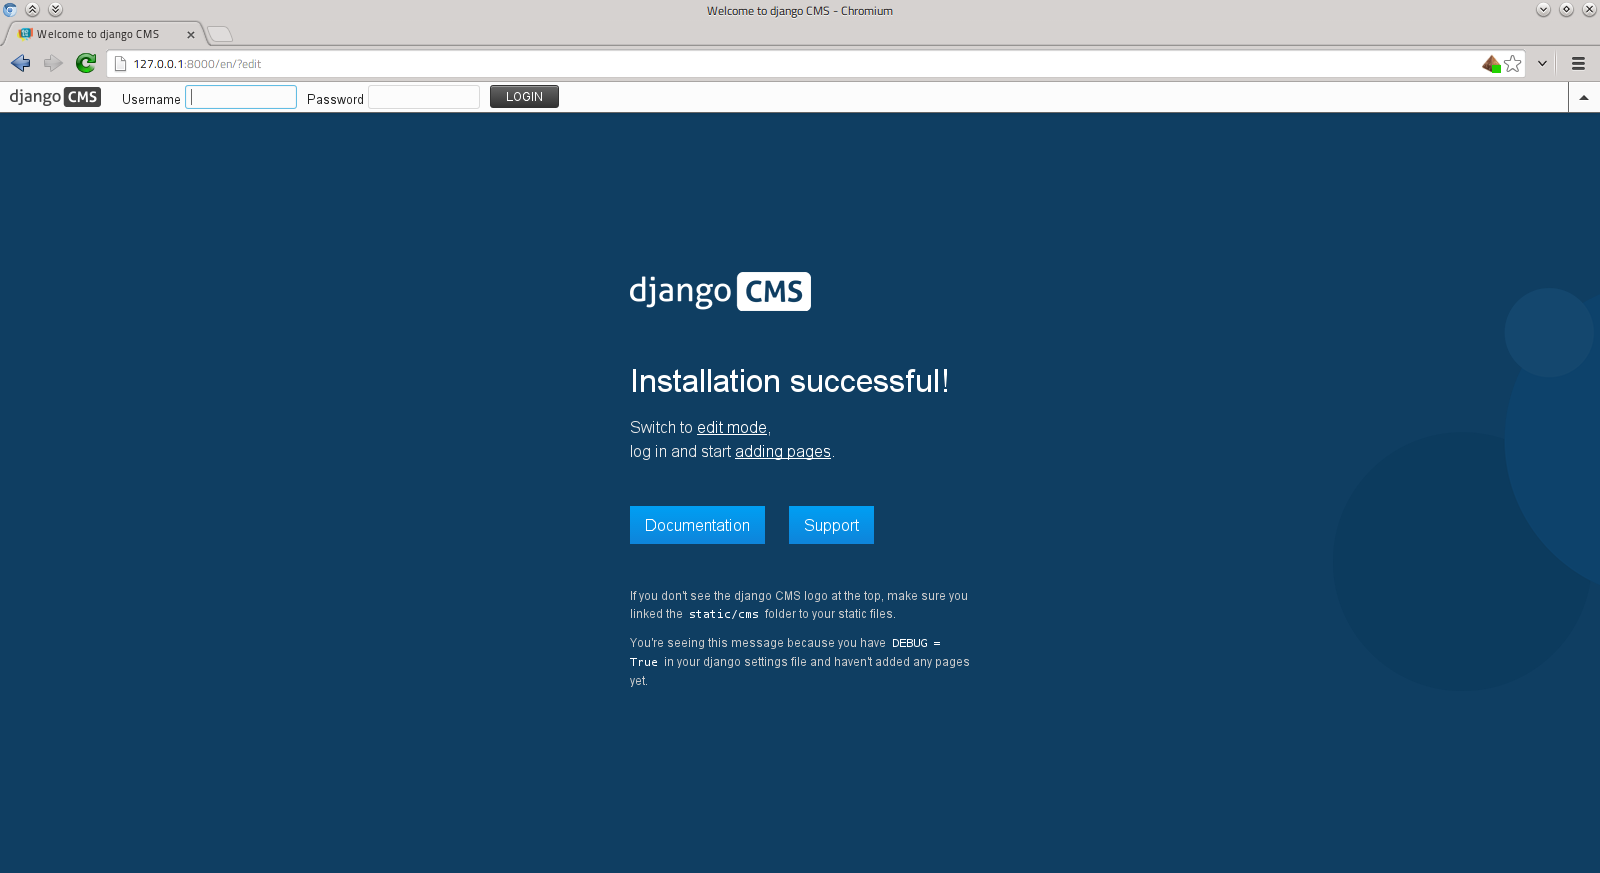 Welcome to django CMS - Chromium
Welcome to django CMS
127.0.0.1:8000/en/?edit
django CMS Username Password LOGIN
django CMS
Installation successful!
Switch to edit mode,
log in and start adding pages.
Documentation Support
If you don't see the django CMS logo at the top, make sure you
linked the static/cms folder to your static files.
You're seeing this message because you have DEBUG =
True in your django settings file and haven't added any pages
yet.